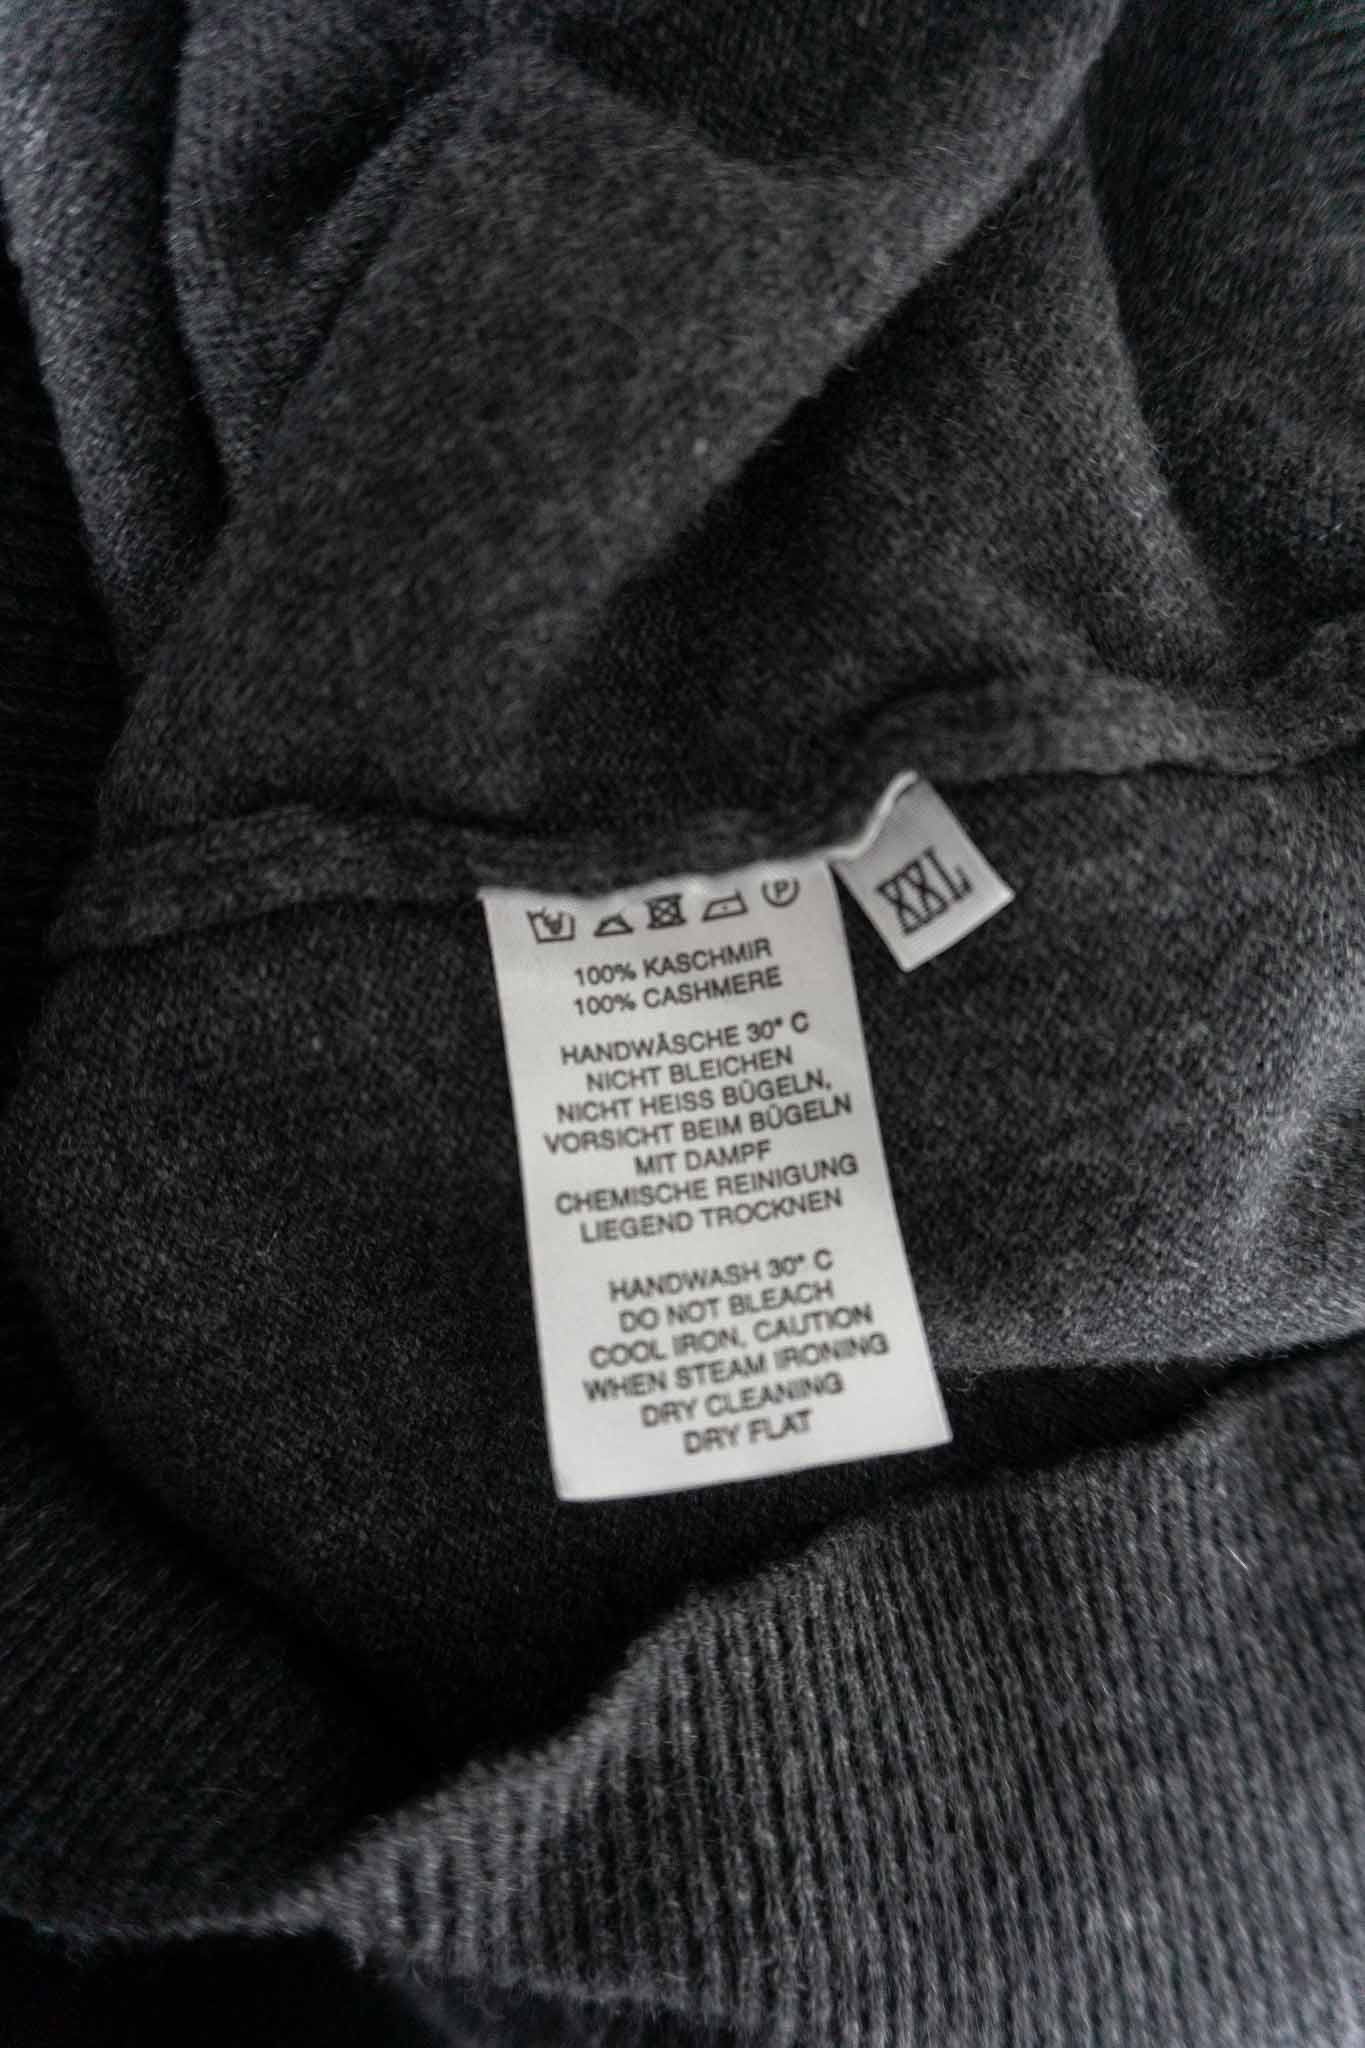 XXL
P
100% KASCHMIR
100% CASHMERE
HANDWÄSCHE 30° C
NICHT BLEICHEN
NICHT HEISS BÜGELN,
VORSICHT BEIM BÜGELN
MIT DAMPF
CHEMISCHE REINIGUNG
LIEGEND TROCKNEN
HANDWASH 30° C
DO NOT BLEACH
COOL IRON, CAUTION
WHEN STEAM IRONING
DRY CLEANING
DRY FLAT